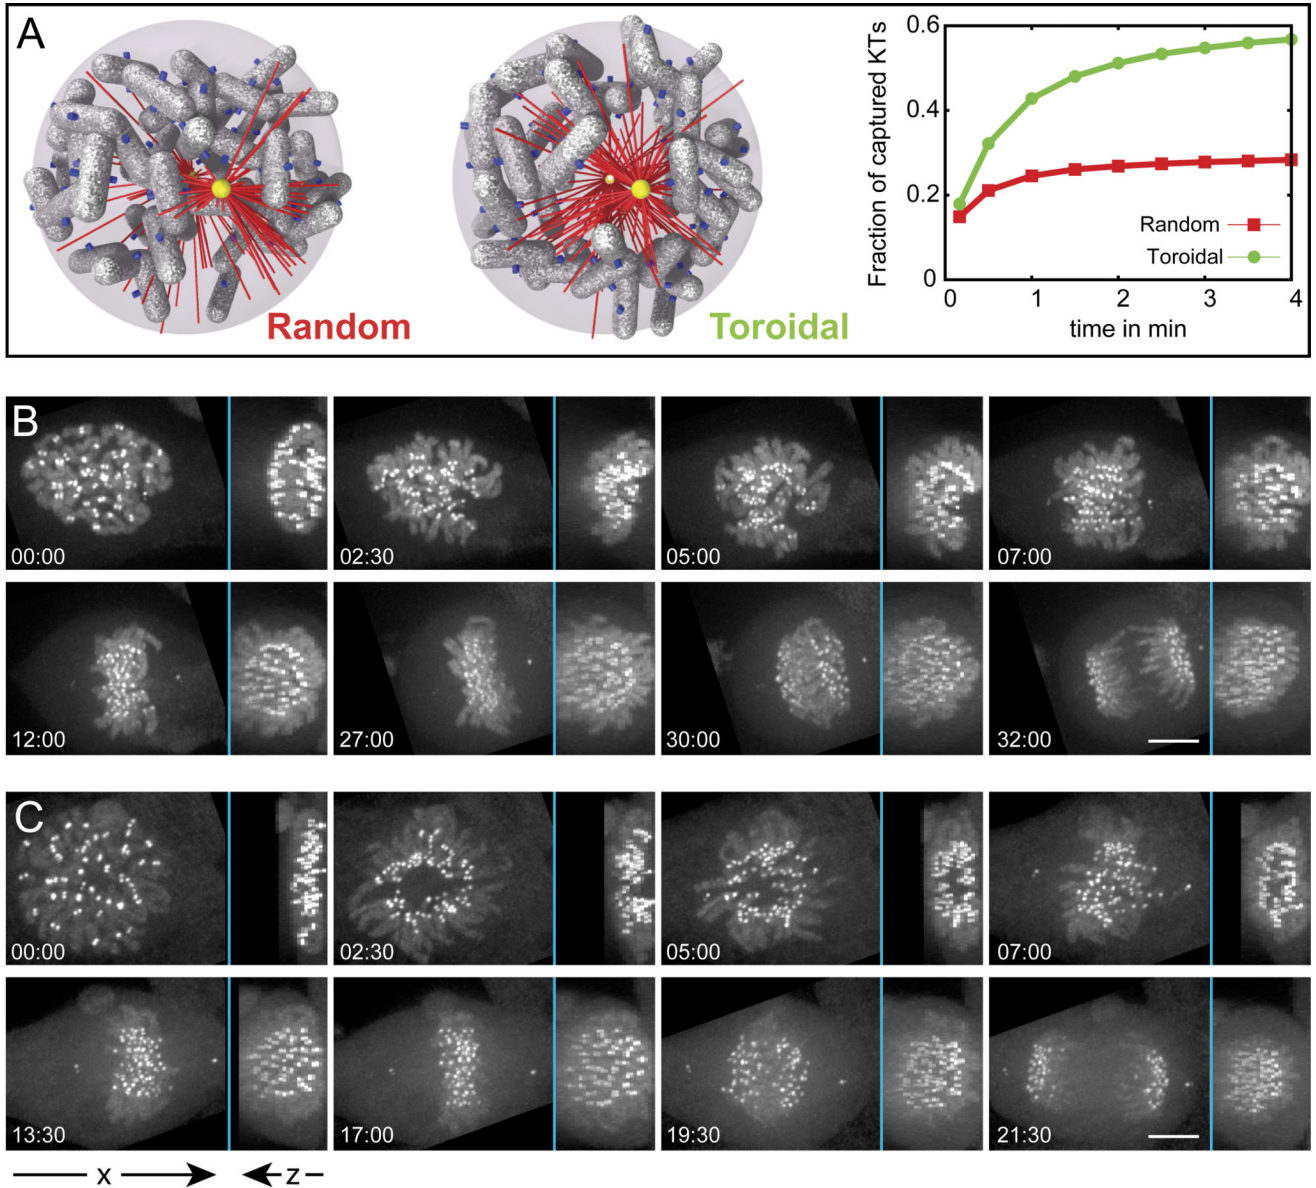 A
Random
Toroidal
Fraction of captured KTs
0.6
0.4
0.2
0
Random
Toroidal
0 1 2 3 4
time in min
B
00:00
02:30
05:00
07:00
12:00
27:00
30:00
32:00
C
00:00
02:30
05:00
07:00
13:30
17:00
19:30
21:30
x
z